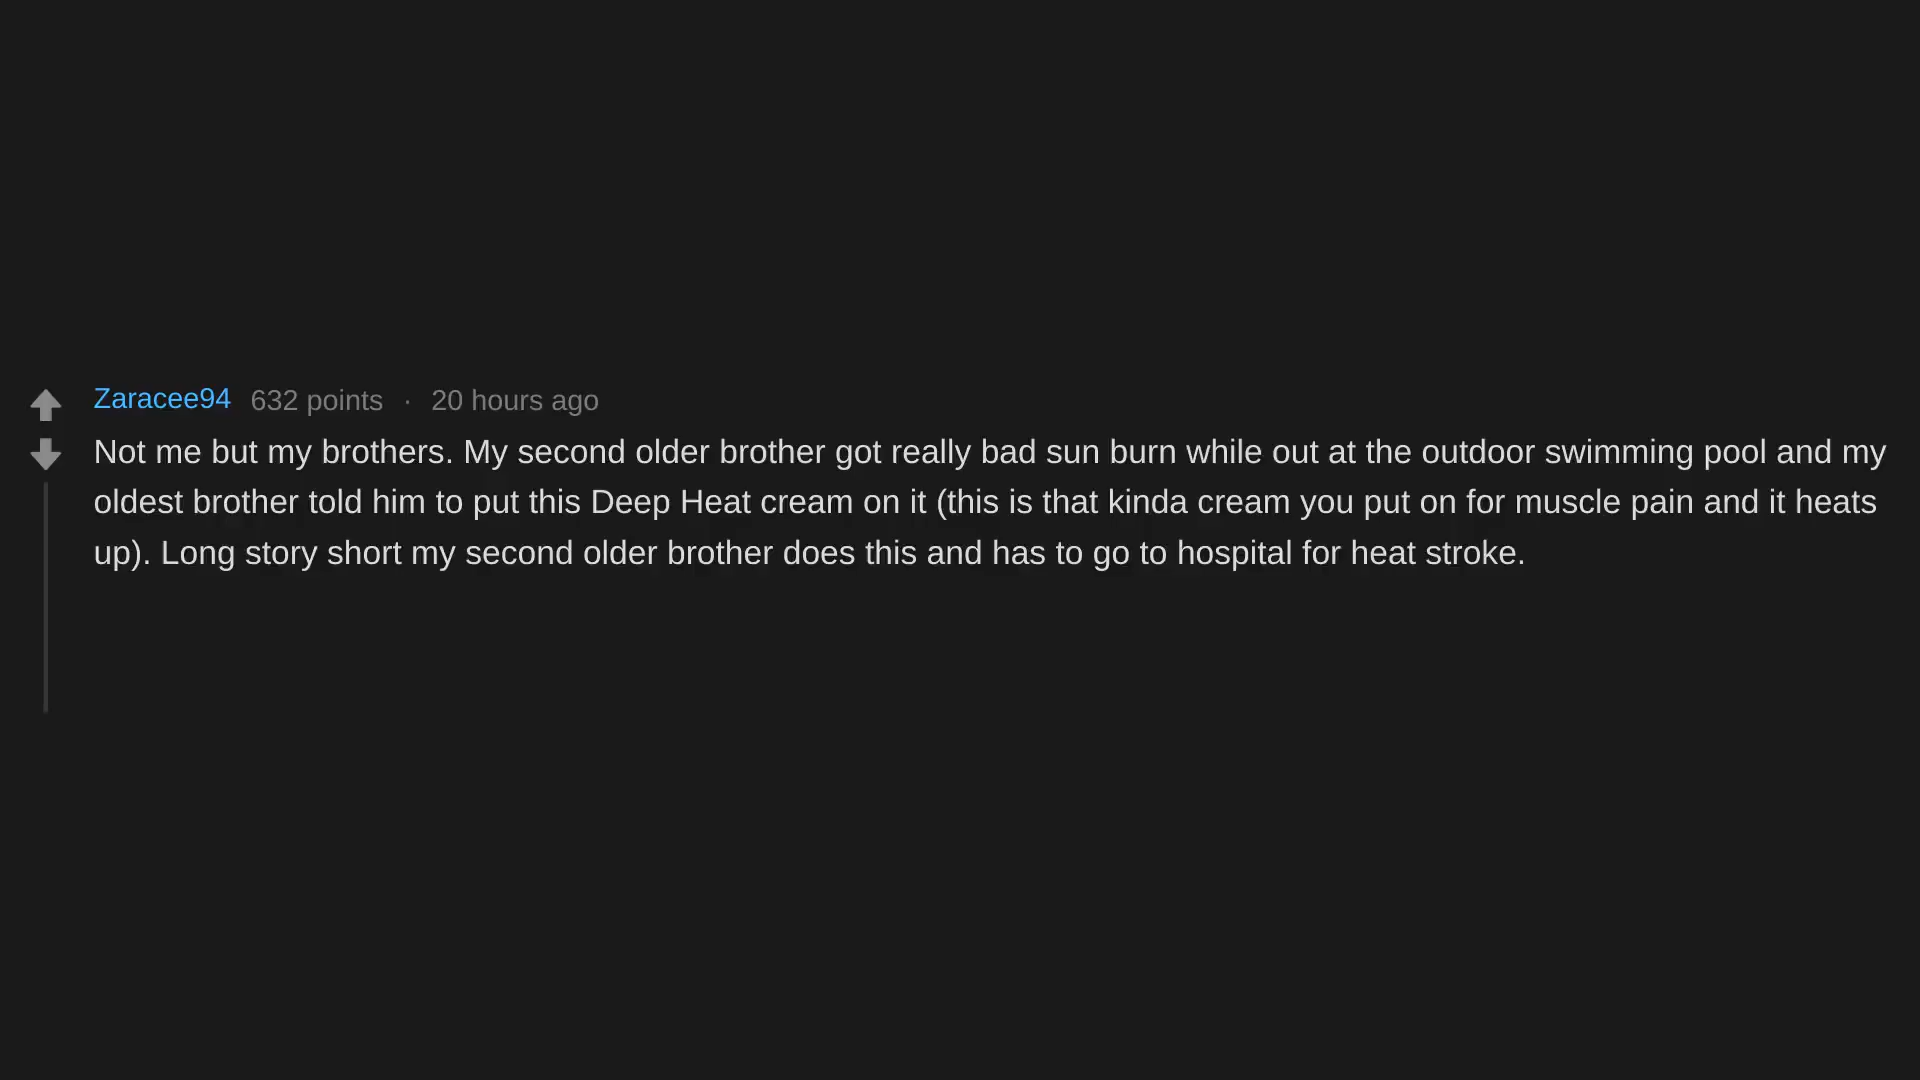 Zaracee94 632 points · 20 hours ago
Not me but my brothers. My second older brother got really bad sun burn while out at the outdoor swimming pool and my
oldest brother told him to put this Deep Heat cream on it (this is that kinda cream you put on for muscle pain and it heats
up). Long story short my second older brother does this and has to go to hospital for heat stroke.